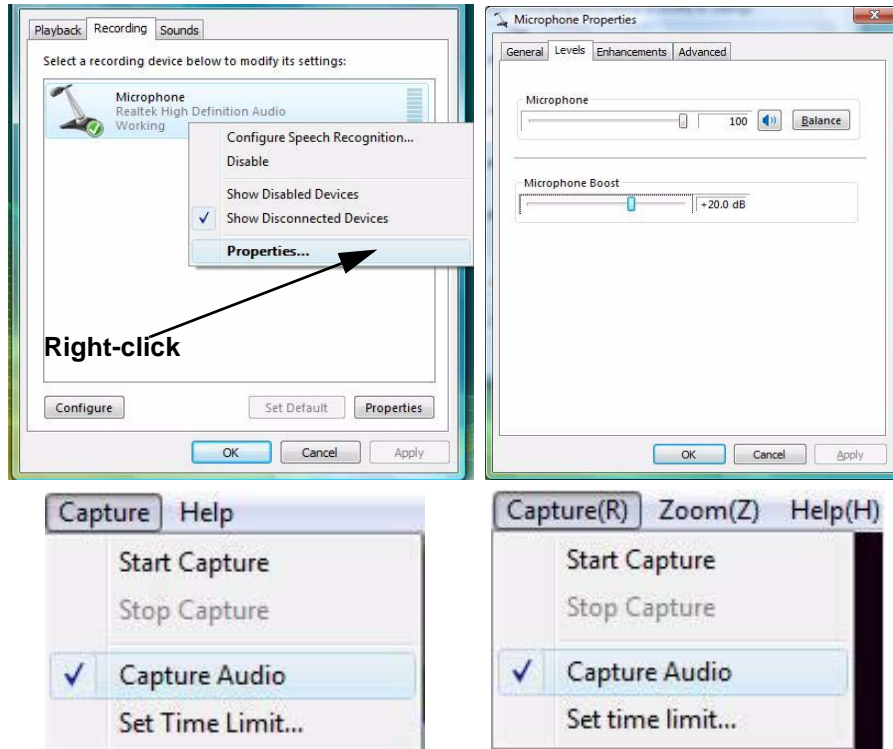 Playback Recording Sounds
Select a recording device below to modify its settings:
Microphone
Realtek High Definition Audio
Working
Configure Speech Recognition...
Disable
Show Disabled Devices
Show Disconnected Devices
Properties...
Right-click
Configure Set Default Properties
OK Cancel Apply
Microphone Properties
General Levels Enhancements Advanced
Microphone
100 Balance
Microphone Boost
+20.0 dB
OK Cancel Apply
Capture Help
Start Capture
Stop Capture
Capture Audio
Set Time Limit...
Capture(R) Zoom(Z) Help(H)
Start Capture
Stop Capture
Capture Audio
Set time limit...